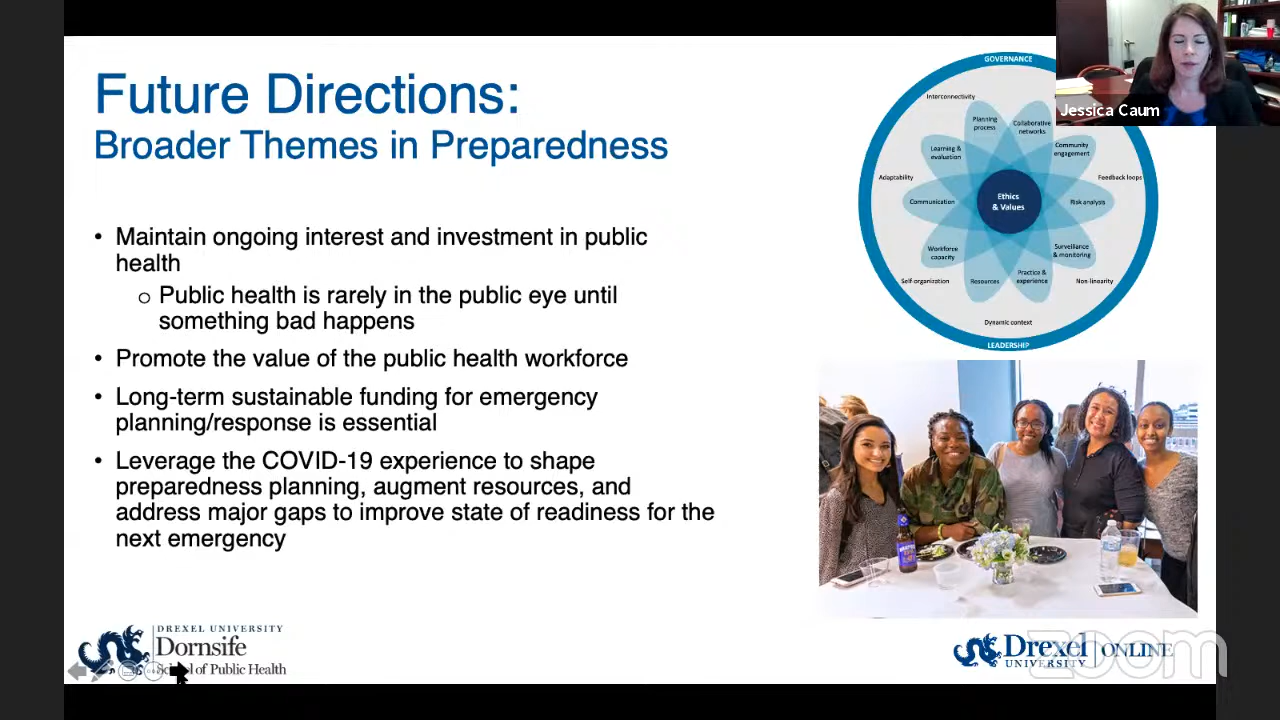 Future Directions:
Broader Themes in Preparedness
• Maintain ongoing interest and investment in public
health
o Public health is rarely in the public eye until
something bad happens
• Promote the value of the public health workforce
• Long-term sustainable funding for emergency
planning/response is essential
• Leverage the COVID-19 experience to shape
preparedness planning, augment resources, and
address major gaps to improve state of readiness for the
next emergency
GOVERNANCE
Interconnectivity
Planning
process
Collaborative
networks
Learning &
evaluation
Community
engagement
Adaptability
Feedback loops
Communication
Ethics
& Values
Risk analysis
Workforce
capacity
Surveillance
& monitoring
Self-organization
Resources
Practice &
experience
Non-linearity
Dynamic context
LEADERSHIP
Jessica Caum
DREXEL UNIVERSITY
Dornsife
School of Public Health
Drexel
UNIVERSITY
ONLINE
zoom